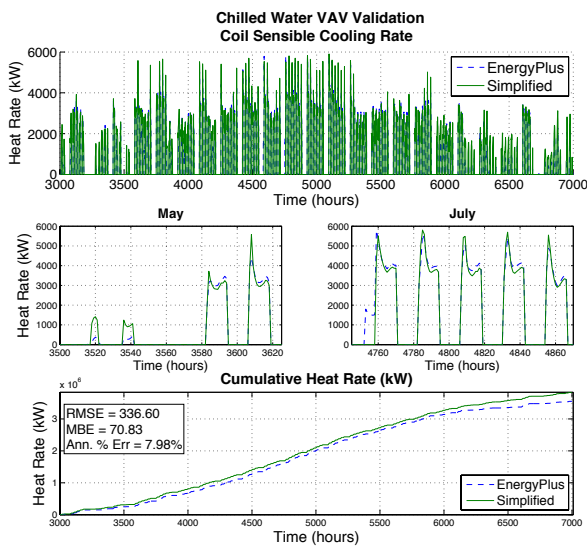 Chilled Water VAV Validation
Coil Sensible Cooling Rate
Heat Rate (kW)
6000
4000
2000
0
EnergyPlus
Simplified
3000 3500 4000 4500 5000 5500 6000 6500 7000
Time (hours)
May
Heat Rate (kW)
6000
5000
4000
3000
2000
1000
0
3500 3520 3540 3560 3580 3600 3620
Time (hours)
July
6000
5000
4000
3000
2000
1000
0
4760 4780 4800 4820 4840 4860
Time (hours)
Cumulative Heat Rate (kW)
x 10^6
Heat Rate (kW)
3
2
1
0
RMSE = 336.60
MBE = 70.83
Ann. % Err = 7.98%
EnergyPlus
Simplified
3000 3500 4000 4500 5000 5500 6000 6500 7000
Time (hours)